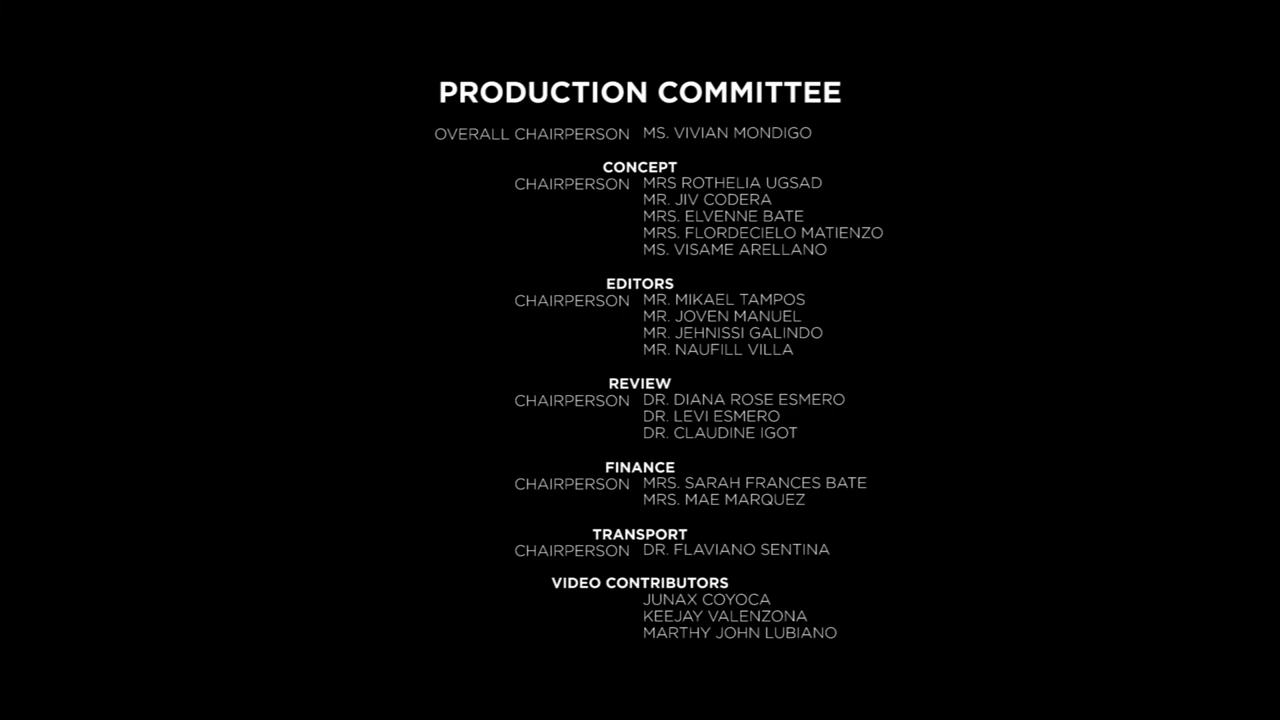 PRODUCTION COMMITTEE
OVERALL CHAIRPERSON MS. VIVIAN MONDIGO
CONCEPT
CHAIRPERSON MRS ROTHELIA UGSAD
MR. JIV CODERA
MRS. ELVENNE BATE
MRS. FLORDECIELO MATIENZO
MS. VISAME ARELLANO
EDITORS
CHAIRPERSON MR. MIKAEL TAMPOS
MR. JOVEN MANUEL
MR. JEHNISSI GALINDO
MR. NAUFILL VILLA
REVIEW
CHAIRPERSON DR. DIANA ROSE ESMERO
DR. LEVI ESMERO
DR. CLAUDINE IGOT
FINANCE
CHAIRPERSON MRS. SARAH FRANCES BATE
MRS. MAE MARQUEZ
TRANSPORT
CHAIRPERSON DR. FLAVIANO SENTINA
VIDEO CONTRIBUTORS
JUNAX COYOCA
KEEJAY VALENZONA
MARTHY JOHN LUBIANO